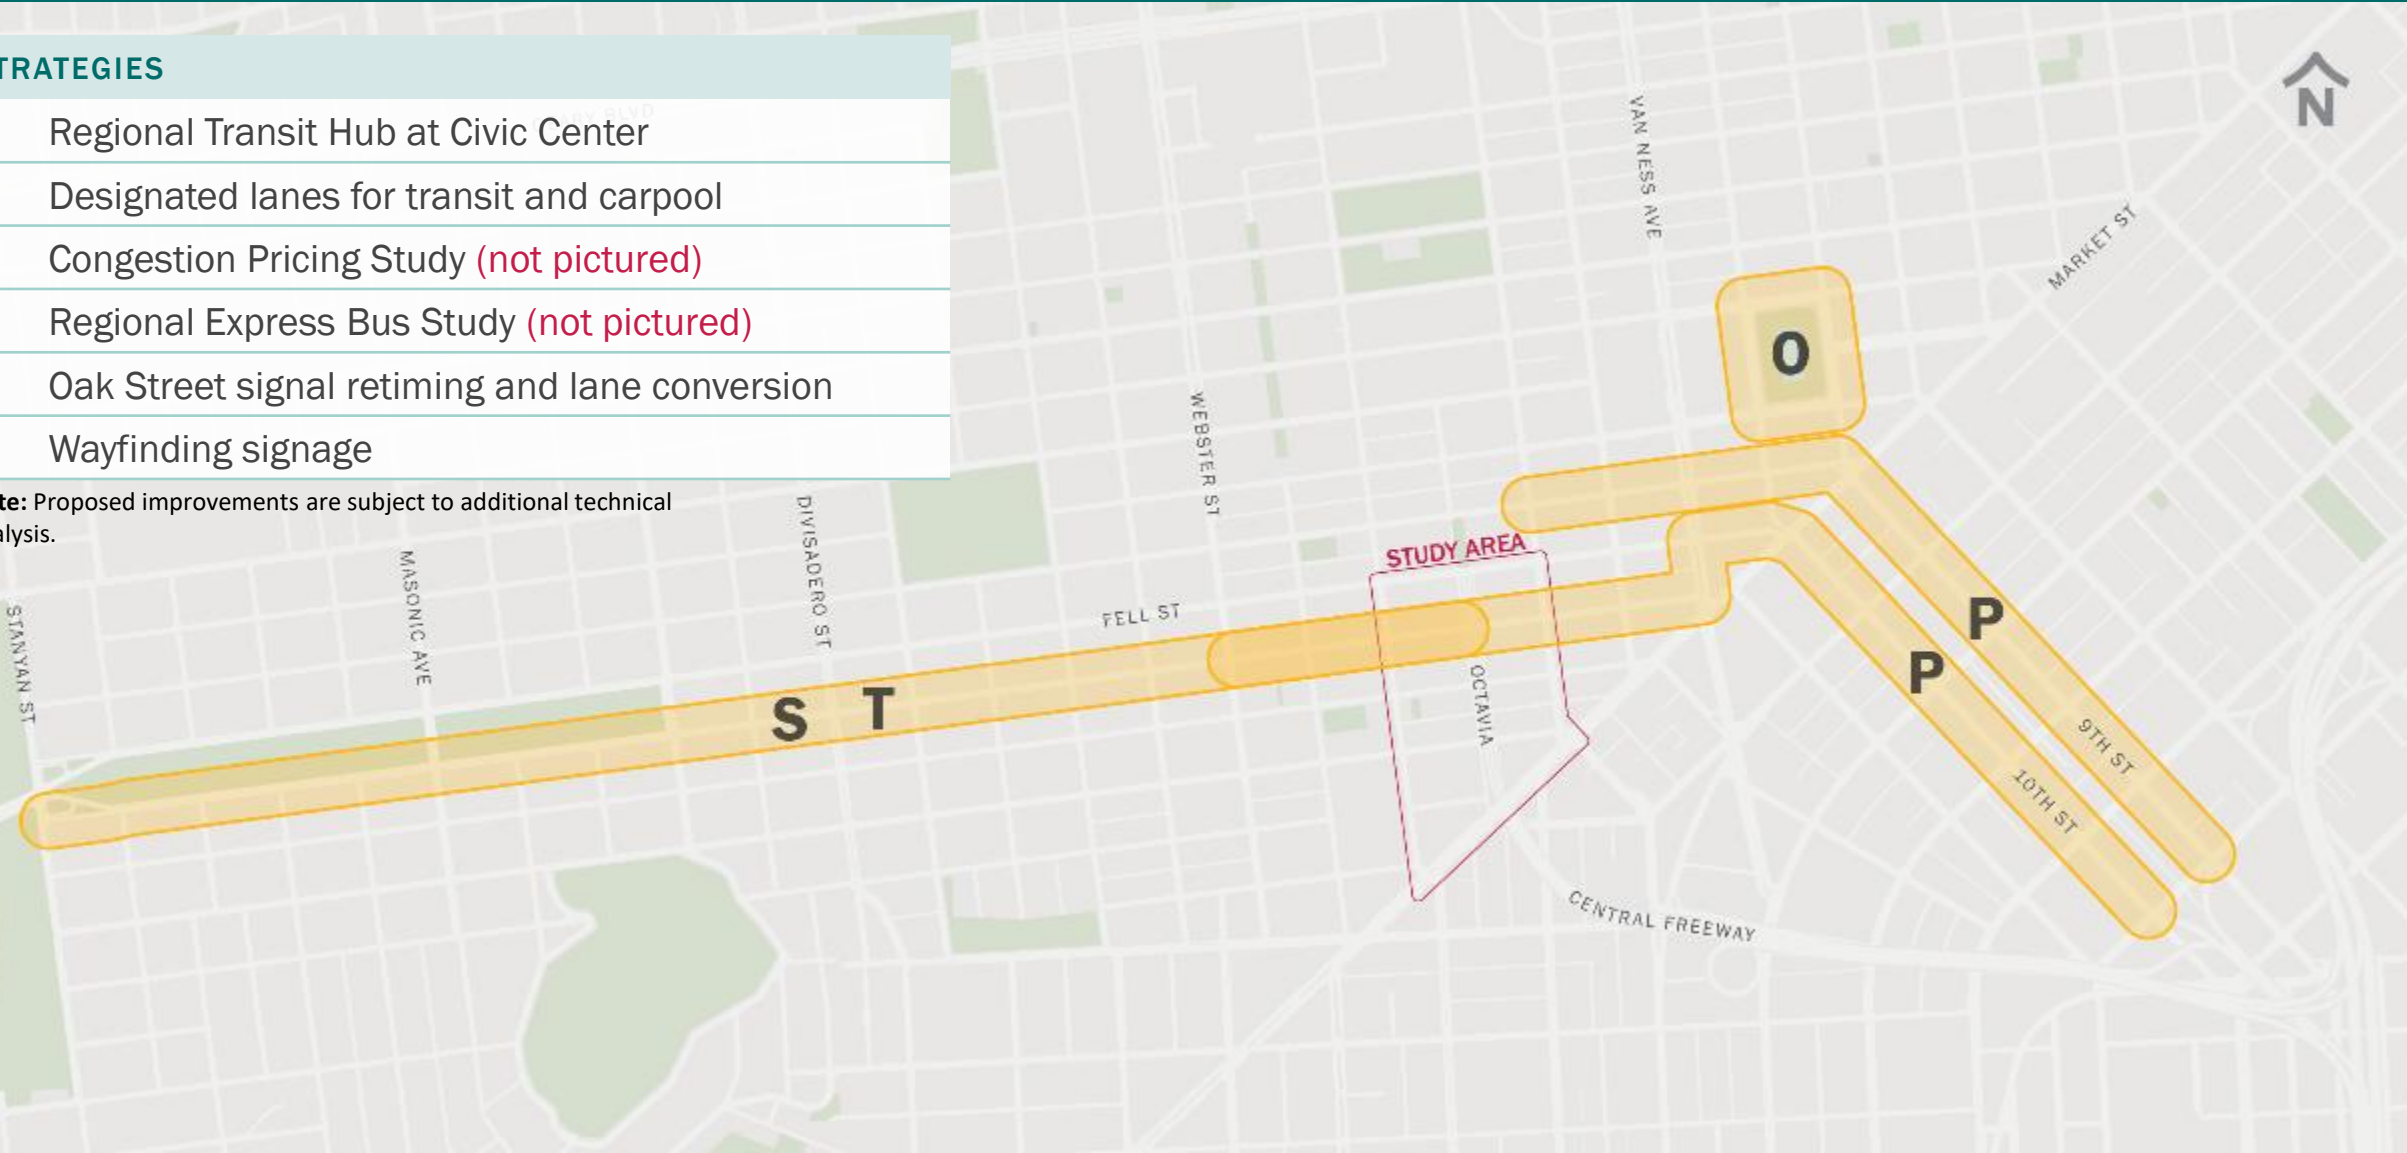 TRATEGIES
Regional Transit Hub at Civic Center
Designated lanes for transit and carpool
Congestion Pricing Study (not pictured)
Regional Express Bus Study (not pictured)
Oak Street signal retiming and lane conversion
Wayfinding signage
te: Proposed improvements are subject to additional technical
alysis.
N
VAN NESS AVE
MARKET ST
O
WEBSTER ST
DIVISADERO ST
MASONIC AVE
STANYAN ST
STUDY AREA
FELL ST
P
P
S T
OCTAVIA
9TH ST
10TH ST
CENTRAL FREEWAY